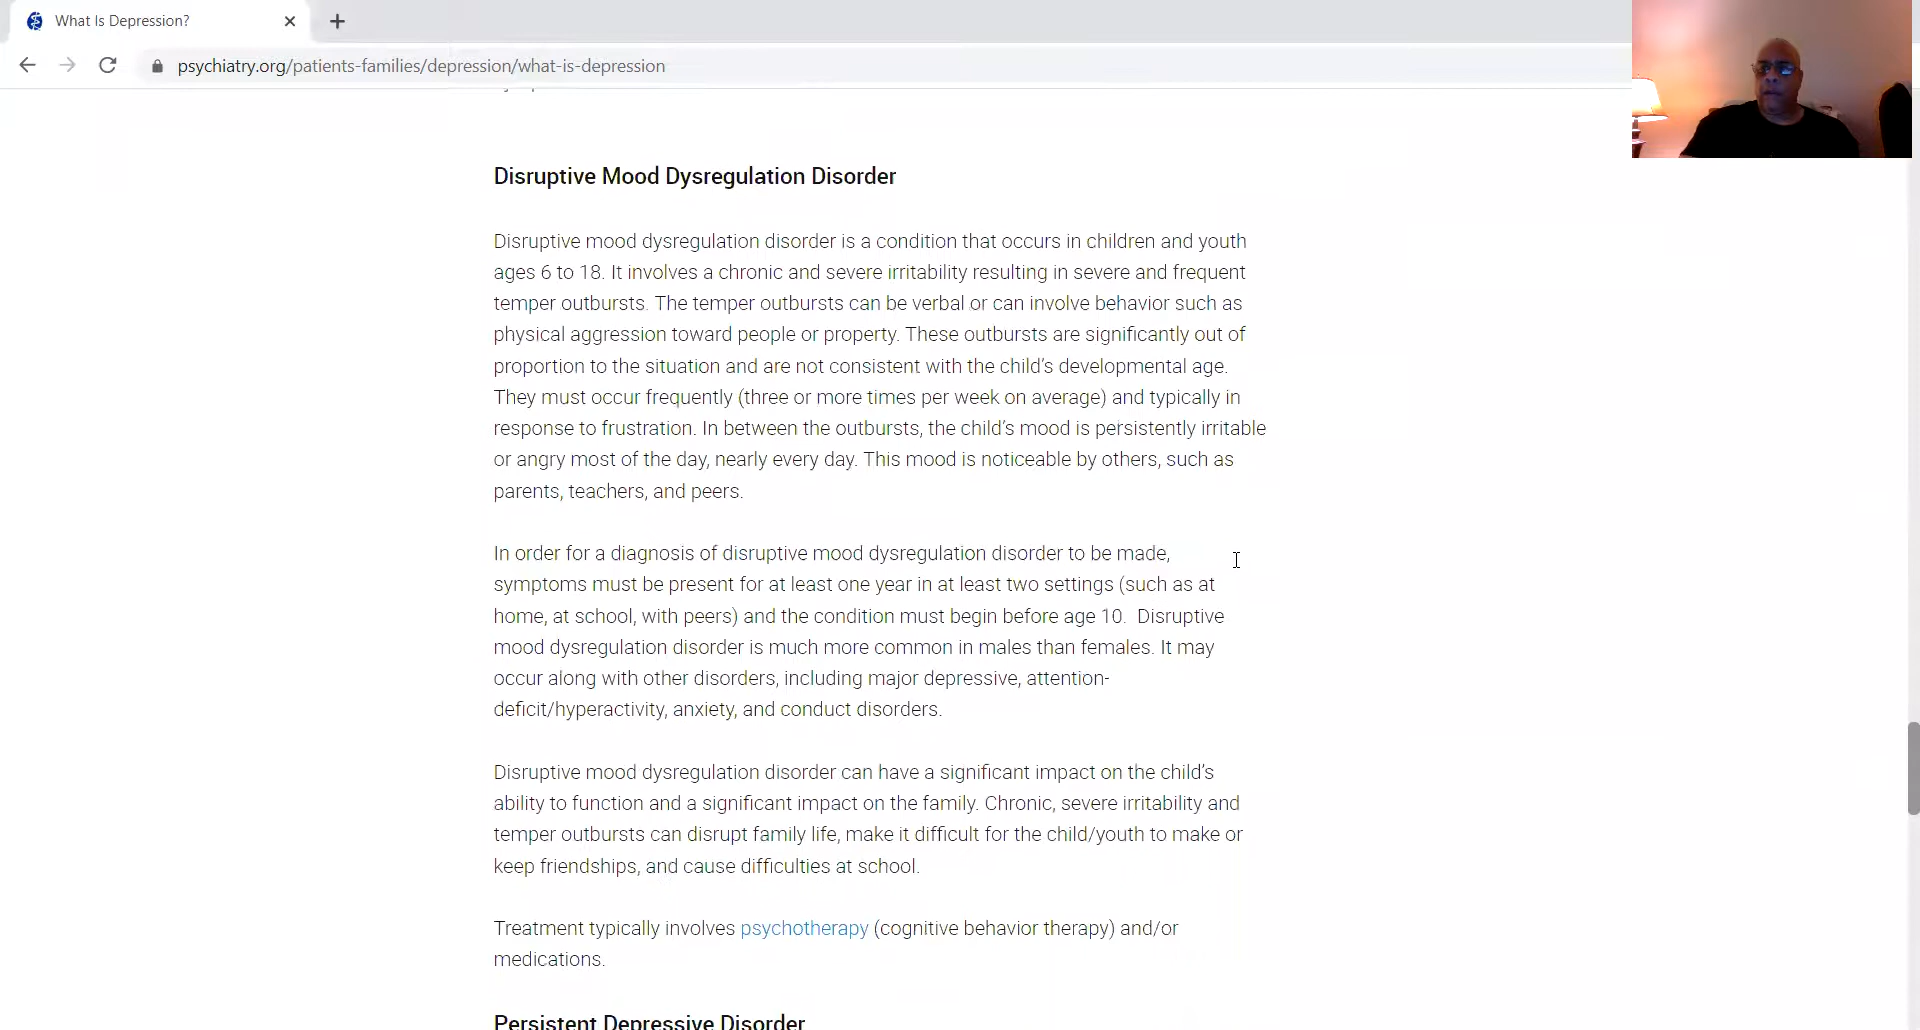 What Is Depression?
psychiatry.org/patients-families/depression/what-is-depression
Disruptive Mood Dysregulation Disorder
Disruptive mood dysregulation disorder is a condition that occurs in children and youth
ages 6 to 18. It involves a chronic and severe irritability resulting in severe and frequent
temper outbursts. The temper outbursts can be verbal or can involve behavior such as
physical aggression toward people or property. These outbursts are significantly out of
proportion to the situation and are not consistent with the child’s developmental age.
They must occur frequently (three or more times per week on average) and typically in
response to frustration. In between the outbursts, the child’s mood is persistently irritable
or angry most of the day, nearly every day. This mood is noticeable by others, such as
parents, teachers, and peers.
In order for a diagnosis of disruptive mood dysregulation disorder to be made,
symptoms must be present for at least one year in at least two settings (such as at
home, at school, with peers) and the condition must begin before age 10.  Disruptive
mood dysregulation disorder is much more common in males than females. It may
occur along with other disorders, including major depressive, attention-
deficit/hyperactivity, anxiety, and conduct disorders.
Disruptive mood dysregulation disorder can have a significant impact on the child’s
ability to function and a significant impact on the family. Chronic, severe irritability and
temper outbursts can disrupt family life, make it difficult for the child/youth to make or
keep friendships, and cause difficulties at school.
Treatment typically involves psychotherapy (cognitive behavior therapy) and/or
medications.
Persistent Depressive Disorder